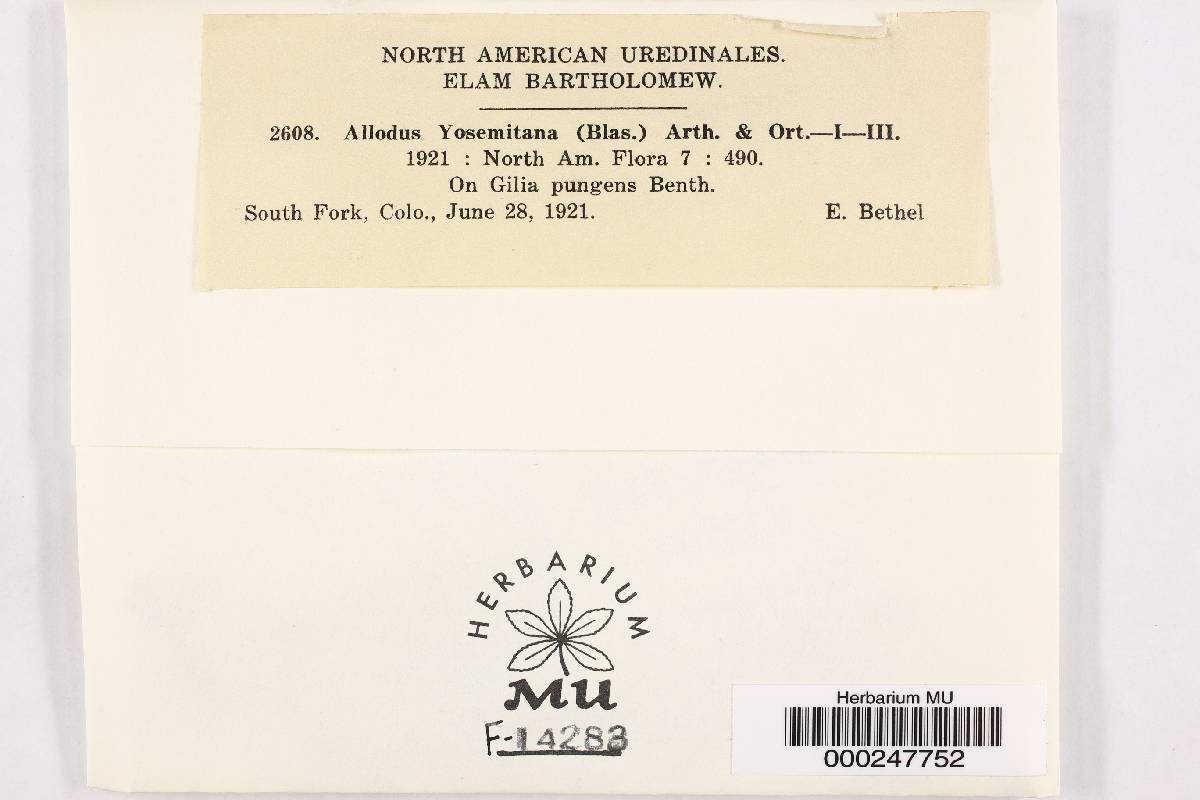 NORTH AMERICAN UREDINALES.
ELAM BARTHOLOMEW.
2608. Allodus Yosemitana (Blas.) Arth. & Ort.—I—III.
1921 : North Am. Flora 7 : 490.
On Gilia pungens Benth.
South Fork, Colo., June 28, 1921. E. Bethel
HERBARIUM
MU
F-14283
Herbarium MU
000247752